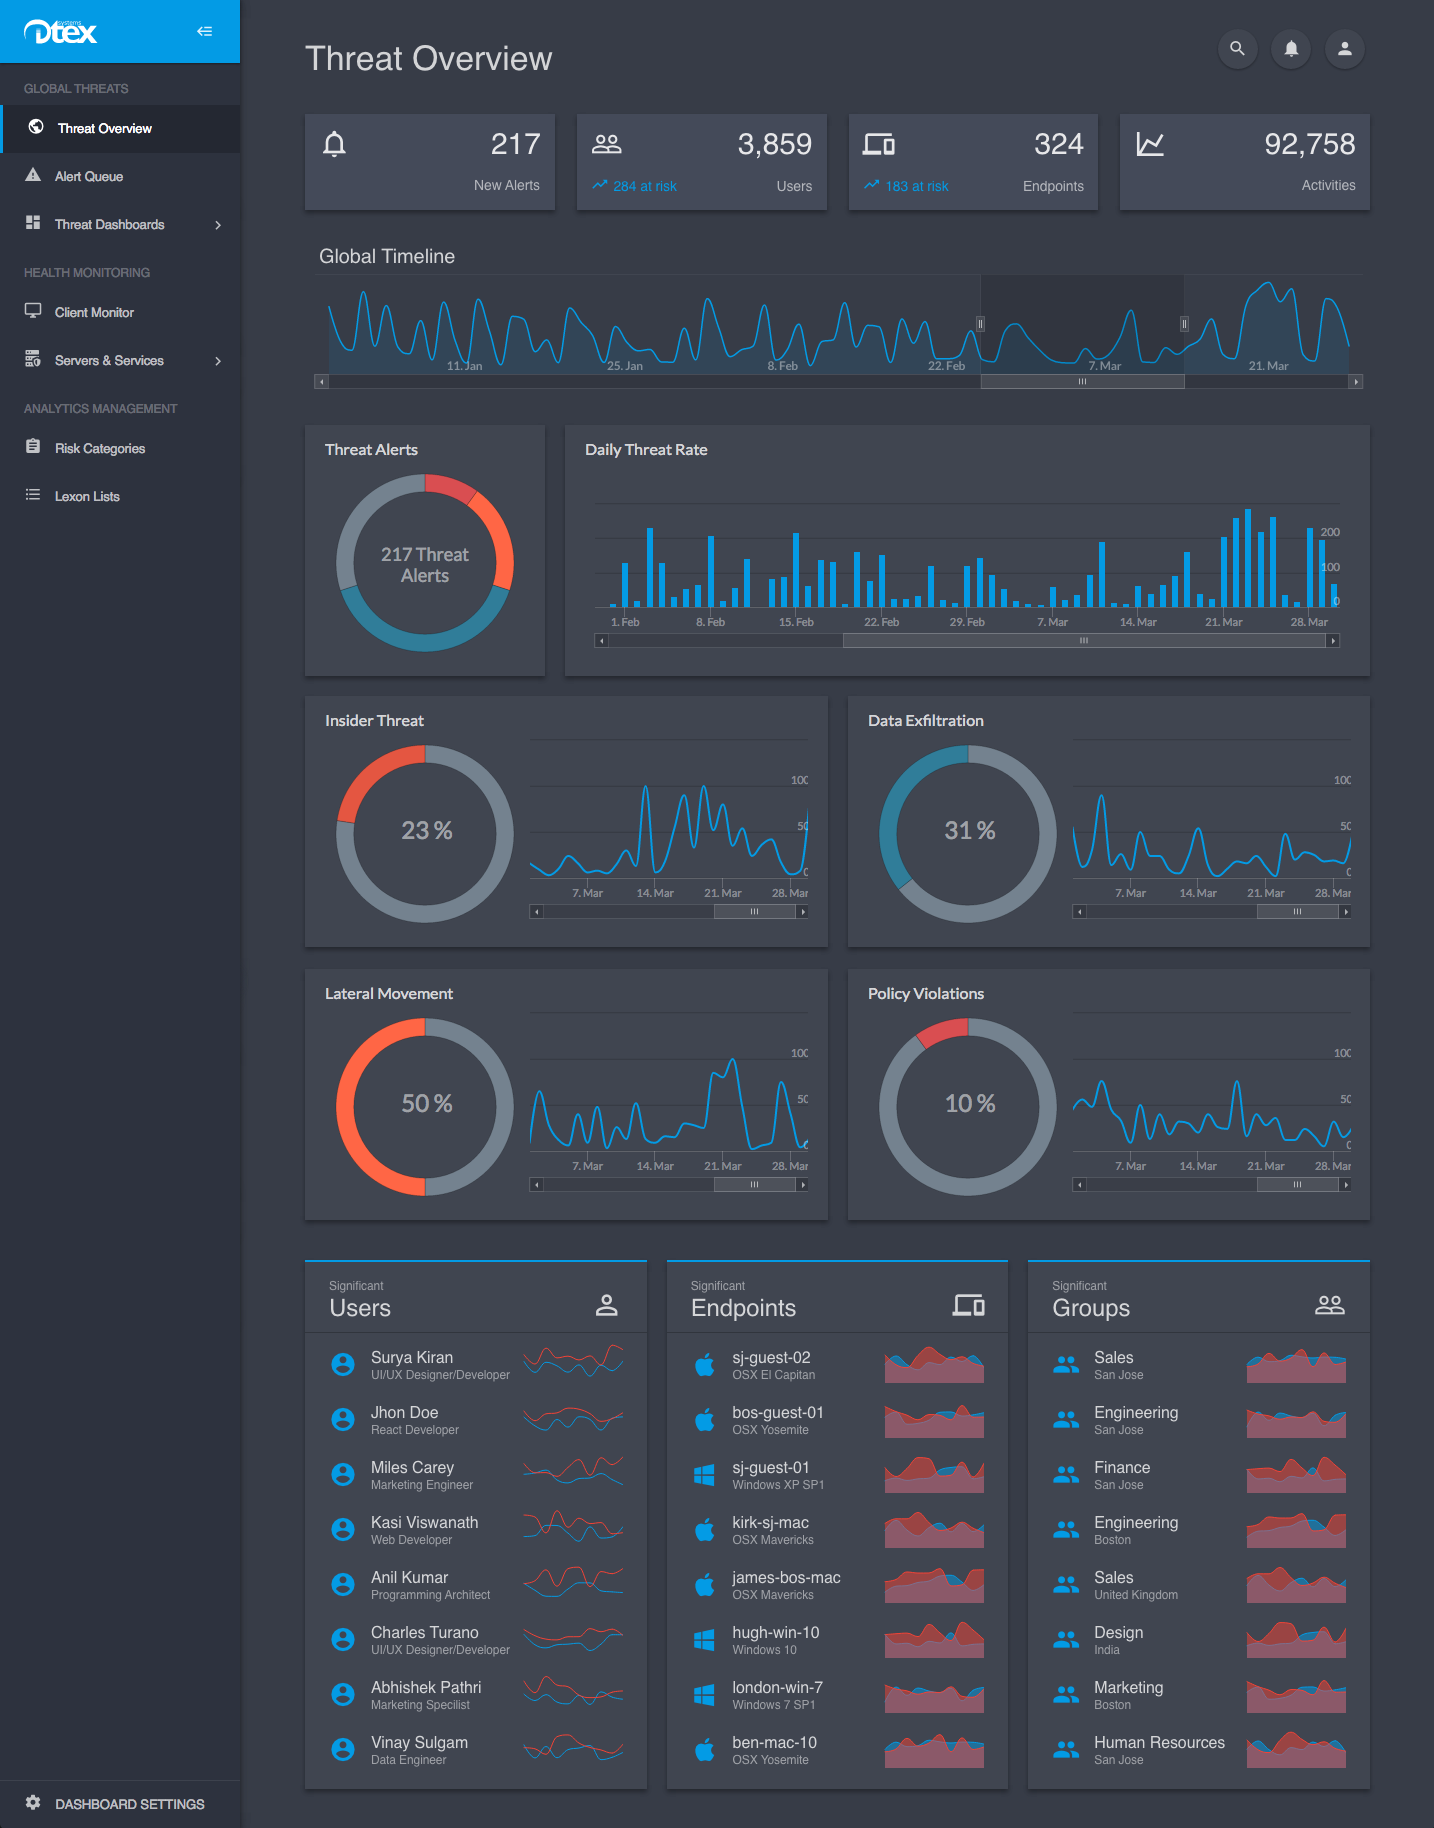 Dtex
systems
GLOBAL THREATS
Threat Overview
Alert Queue
Threat Dashboards
HEALTH MONITORING
Client Monitor
Servers & Services
ANALYTICS MANAGEMENT
Risk Categories
Lexon Lists
DASHBOARD SETTINGS
Threat Overview
217
New Alerts
3,859
284 at risk
Users
324
183 at risk
Endpoints
92,758
Activities
Global Timeline
11. Jan 25. Jan 8. Feb 22. Feb 7. Mar 21. Mar
Threat Alerts
217 Threat
Alerts
Daily Threat Rate
200
100
0
1. Feb 8. Feb 15. Feb 22. Feb 29. Feb 7. Mar 14. Mar 21. Mar 28. Mar
Insider Threat
23 %
100
50
0
7. Mar 14. Mar 21. Mar 28. Mar
Data Exfiltration
31 %
100
50
0
7. Mar 14. Mar 21. Mar 28. Mar
Lateral Movement
50 %
100
50
0
7. Mar 14. Mar 21. Mar 28. Mar
Policy Violations
10 %
100
50
0
7. Mar 14. Mar 21. Mar 28. Mar
Significant
Users
Surya Kiran
UI/UX Designer/Developer
Jhon Doe
React Developer
Miles Carey
Marketing Engineer
Kasi Viswanath
Web Developer
Anil Kumar
Programming Architect
Charles Turano
UI/UX Designer/Developer
Abhishek Pathri
Marketing Specilist
Vinay Sulgam
Data Engineer
Significant
Endpoints
sj-guest-02
OSX El Capitan
bos-guest-01
OSX Yosemite
sj-guest-01
Windows XP SP1
kirk-sj-mac
OSX Mavericks
james-bos-mac
OSX Mavericks
hugh-win-10
Windows 10
london-win-7
Windows 7 SP1
ben-mac-10
OSX Yosemite
Significant
Groups
Sales
San Jose
Engineering
San Jose
Finance
San Jose
Engineering
Boston
Sales
United Kingdom
Design
India
Marketing
Boston
Human Resources
San Jose